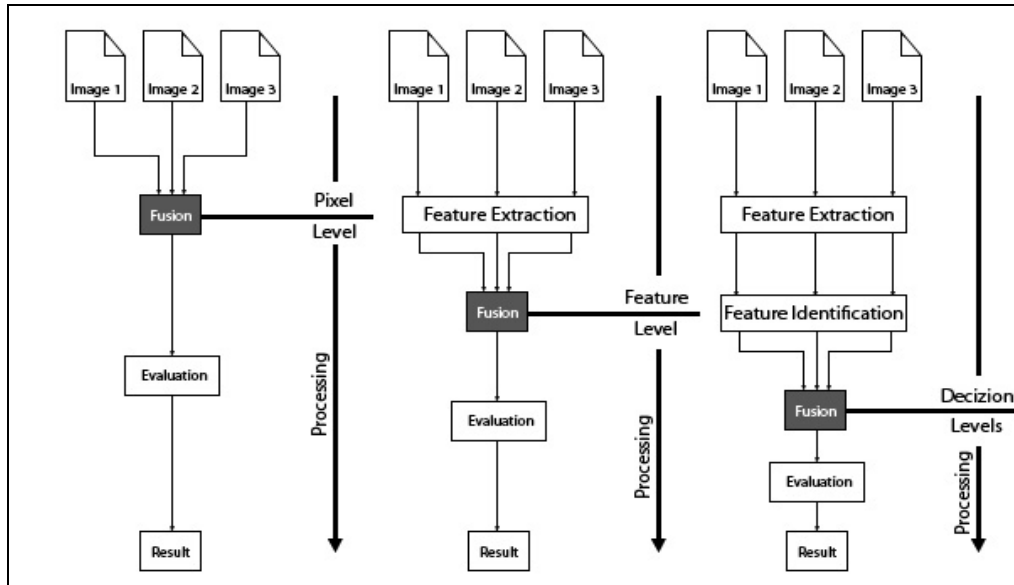 Image 1
Image 2
Image 3
Fusion
Pixel
Level
Evaluation
Processing
Result
Image 1
Image 2
Image 3
Feature Extraction
Fusion
Feature
Level
Evaluation
Processing
Result
Image 1
Image 2
Image 3
Feature Extraction
Feature Identification
Fusion
Decizion
Levels
Evaluation
Processing
Result